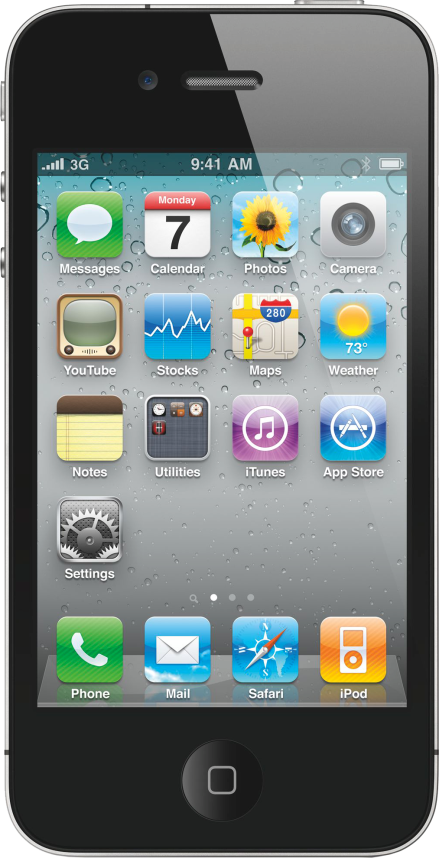 3G 9:41 AM
Monday
7
Messages Calendar Photos Camera
280
73°
YouTube Stocks Maps Weather
Notes Utilities iTunes App Store
Settings
Phone Mail Safari iPod